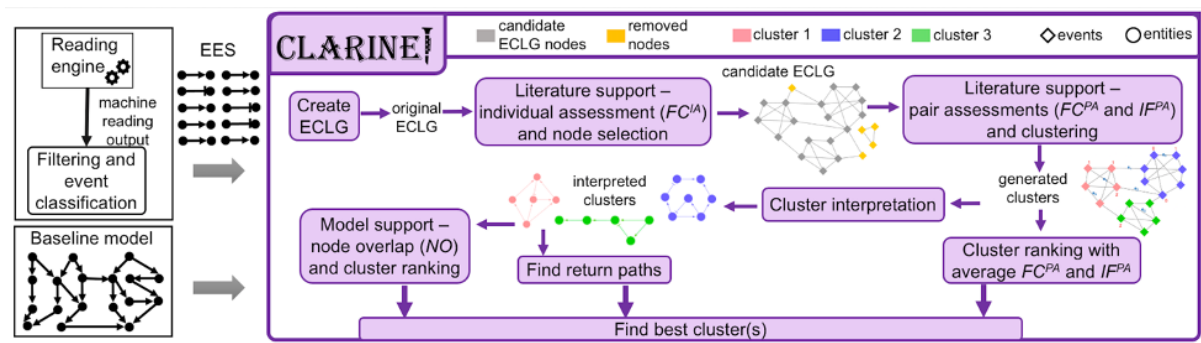 Reading
engine
machine
reading
output
Filtering and
event
classification
EES
Baseline model
CLARINE
candidate
ECLG nodes
removed
nodes
cluster 1
cluster 2
cluster 3
events
entities
Create
ECLG
original
ECLG
Literature support –
individual assessment (FC^IA)
and node selection
candidate ECLG
Literature support –
pair assessments (FC^PA and IF^PA)
and clustering
generated
clusters
Cluster interpretation
interpreted
clusters
Model support –
node overlap (NO)
and cluster ranking
Find return paths
Cluster ranking with
average FC^PA and IF^PA
Find best cluster(s)